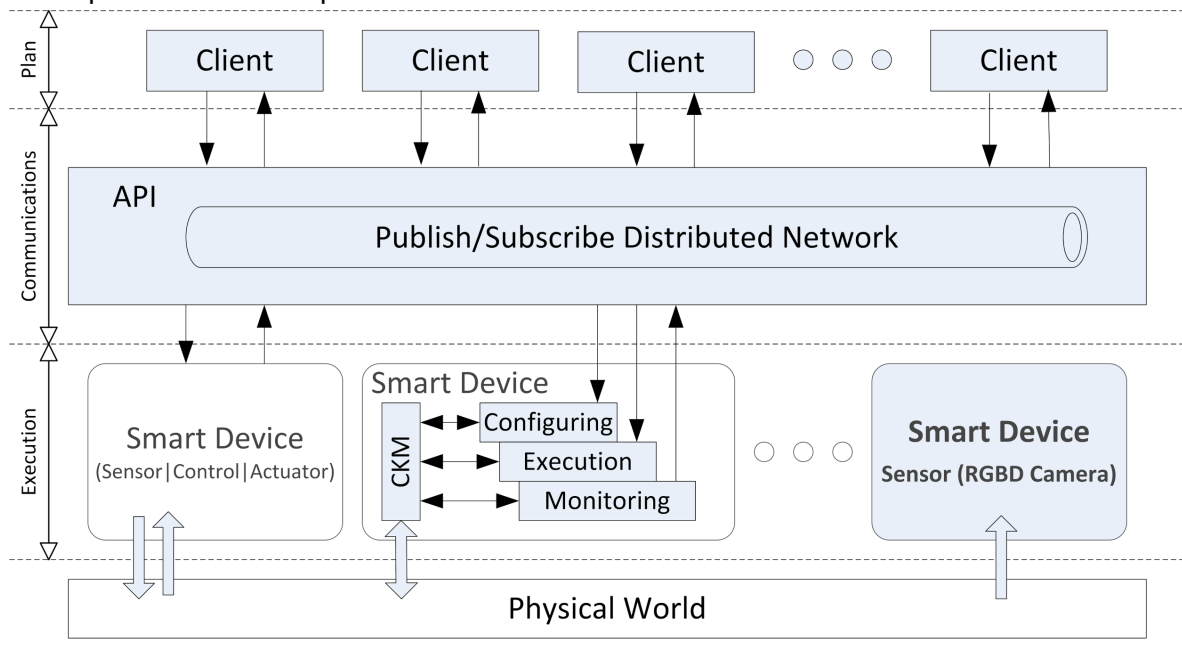 Plan
Client
Client
Client
Client
Communications
API
Publish/Subscribe Distributed Network
Execution
Smart Device
(Sensor|Control|Actuator)
Smart Device
CKM
Configuring
Execution
Monitoring
Smart Device
Sensor (RGBD Camera)
Physical World